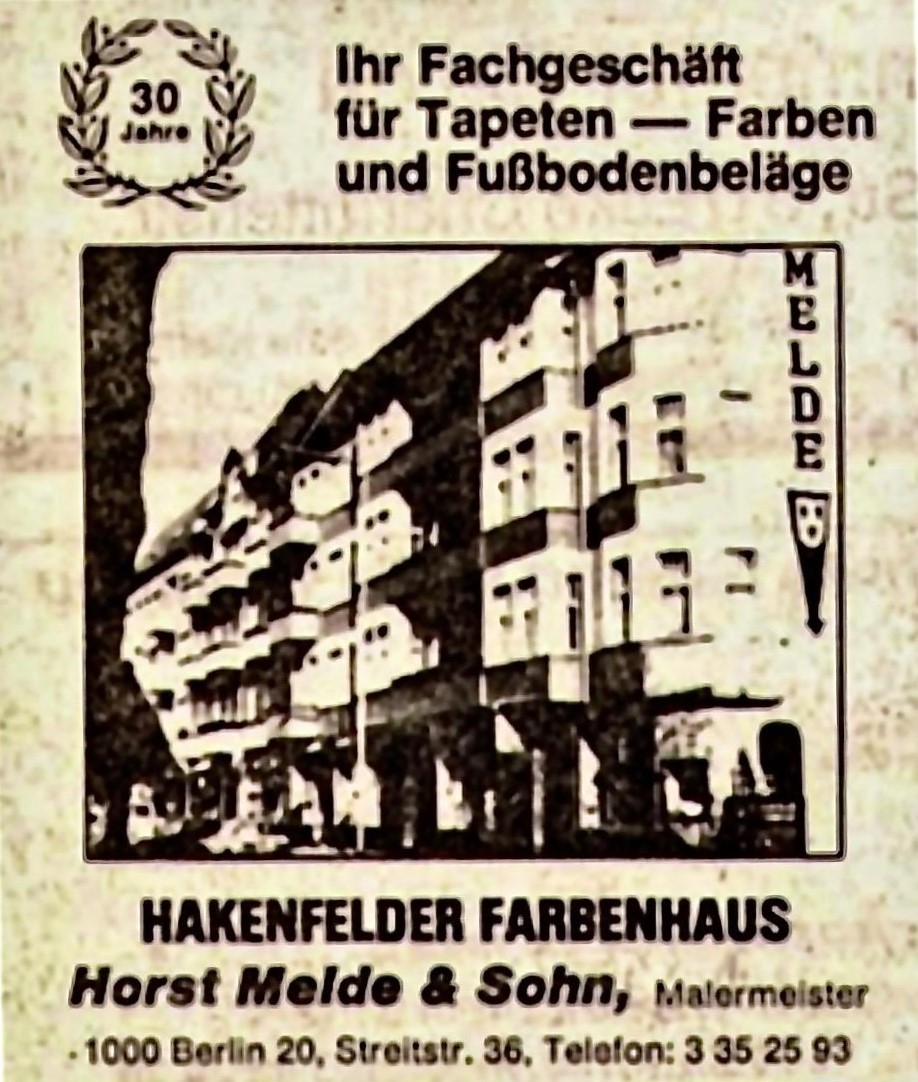 30
Jahre
Ihr Fachgeschäft
für Tapeten — Farben
und Fußbodenbeläge
MELDE
HAKENFELDER FARBENHAUS
Horst Melde & Sohn, Malermeister
1000 Berlin 20, Streitstr. 36, Telefon: 3 35 25 93